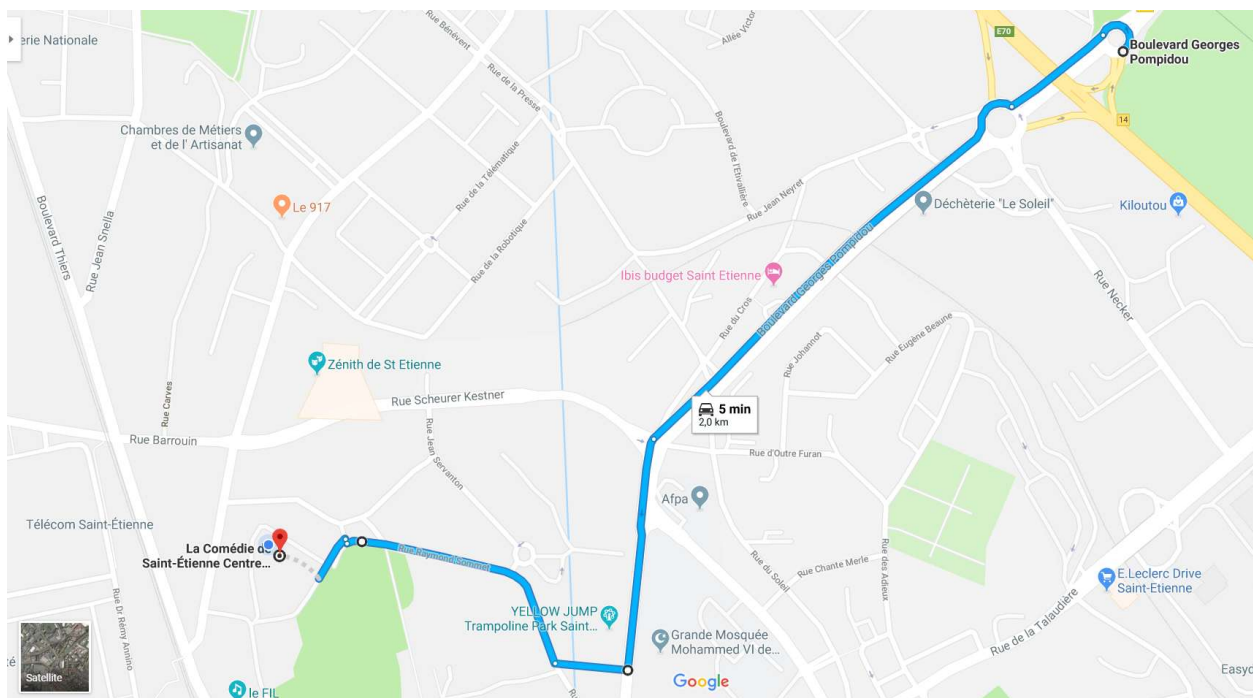 erie Nationale
Rue Bénévent
Allée Victor
E70
Boulevard Georges
Pompidou
Rue de la Presse
14
Chambres de Métiers
et de l' Artisanat
Boulevard de l'Etivallière
Rue de la Télématique
Le 917
Rue Jean Neyret
Déchèterie "Le Soleil"
Kiloutou
Boulevard Thiers
Rue Jean Snella
Rue de la Robotique
Ibis budget Saint Etienne
Boulevard Georges Pompidou
Rue Necker
Rue du Cros
Rue Johannot
Rue Eugène Beaune
Zénith de St Etienne
Rue Carves
Rue Scheurer Kestner
5 min
2,0 km
Rue Barrouin
Rue Jean Servanton
Rue d'Outre Furan
Afpa
Télécom Saint-Étienne
La Comédie de
Saint-Étienne Centre...
Rue Raymond Sommet
Rue du Soleil
Rue Chante Merle
Rue des Adieux
E.Leclerc Drive
Saint-Etienne
YELLOW JUMP
Trampoline Park Saint...
Rue Dr Rémy Annino
Grande Mosquée
Mohammed VI de...
Rue de la Talaudière
Satellite
Google
le FIL
Easyd